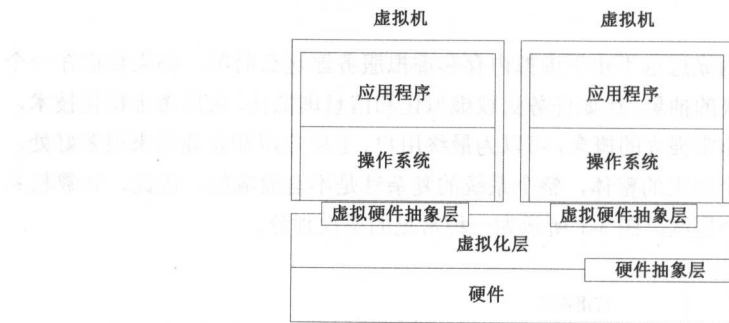 虚拟机 虚拟机
应用程序 应用程序
操作系统 操作系统
虚拟硬件抽象层 虚拟硬件抽象层
虚拟化层
硬件抽象层
硬件